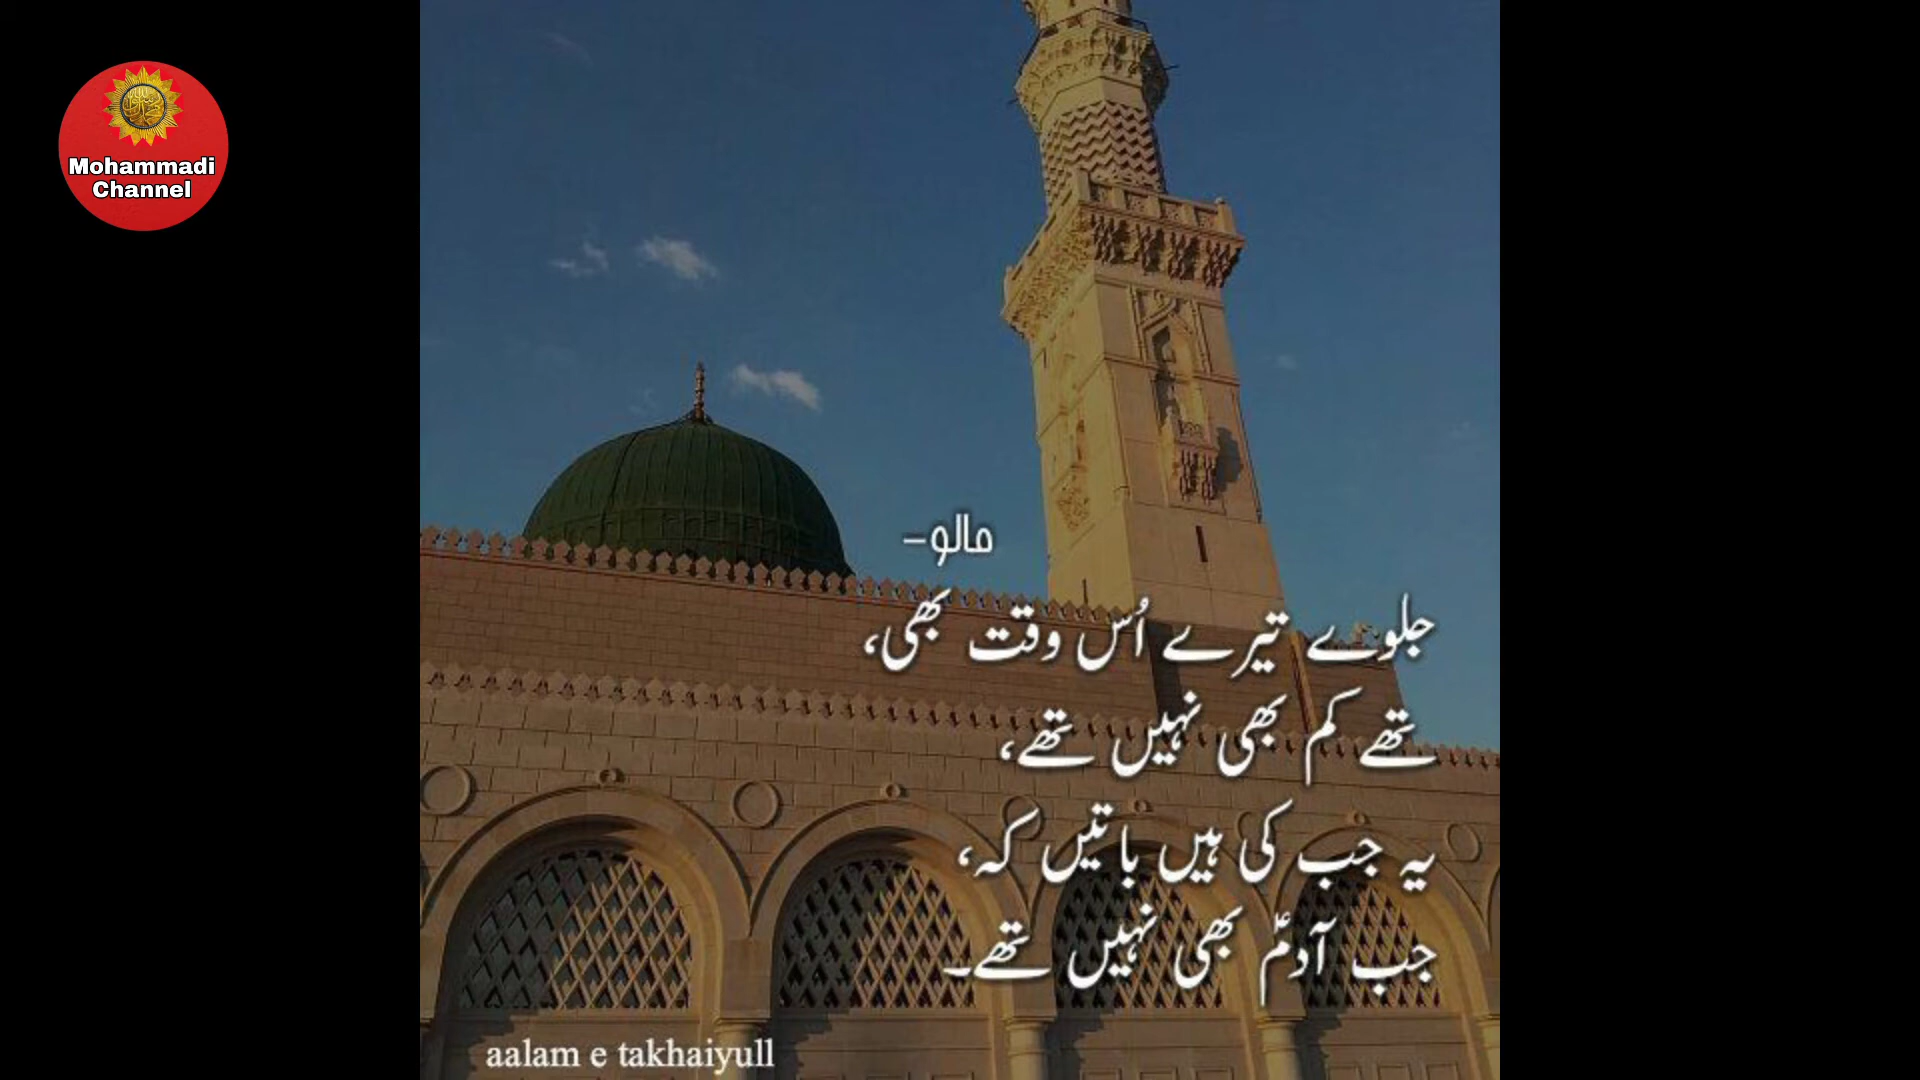 Mohammadi
Channel
مالو–
جلوے تیرے اُس وقت بھی،
تھے کم بھی نہیں تھے،
یہ جب کی ہیں باتیں کہ،
جب آدمؑ بھی نہیں تھے۔
aalam e takhaiyull